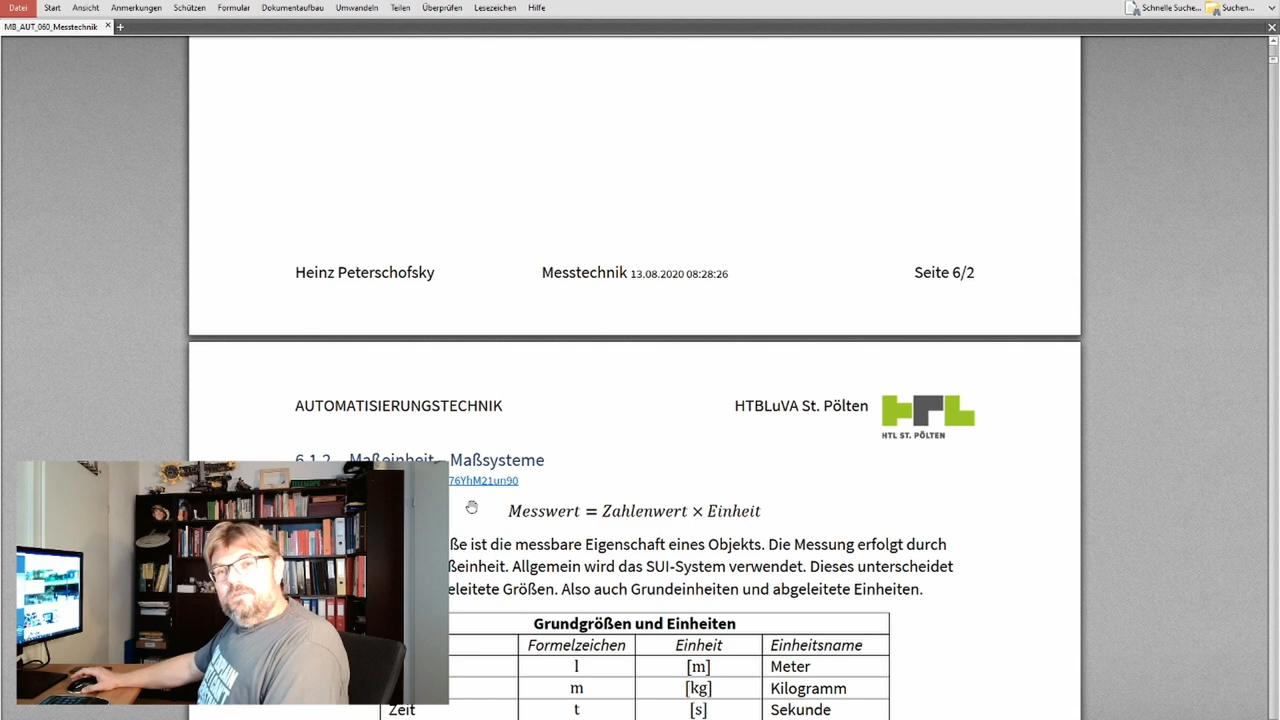 Datei Start Ansicht Anmerkungen Schützen Formular Dokumentaufbau Umwandeln Teilen Überprüfen Lesezeichen Hilfe Schnelle Suche... Suchen...
MB_AUT_060_Messtechnik
Heinz Peterschofsky Messtechnik 13.08.2020 08:28:26 Seite 6/2
AUTOMATISIERUNGSTECHNIK HTBLuVA St. Pölten
HTL ST. PÖLTEN
6.1.2 Maßeinheit – Maßsysteme
76YhM21un90
Messwert = Zahlenwert × Einheit
ße ist die messbare Eigenschaft eines Objekts. Die Messung erfolgt durch
ßeinheit. Allgemein wird das SUI-System verwendet. Dieses unterscheidet
eleitete Größen. Also auch Grundeinheiten und abgeleitete Einheiten.
Grundgrößen und Einheiten
Formelzeichen Einheit Einheitsname
l [m] Meter
m [kg] Kilogramm
Zeit t [s] Sekunde